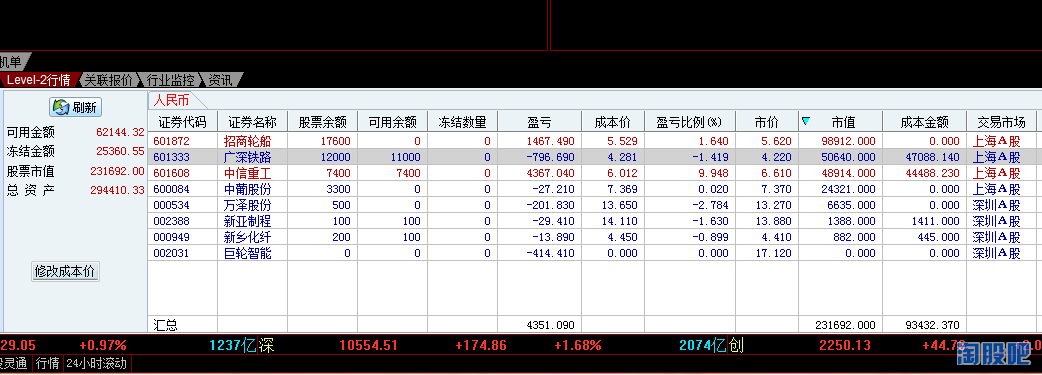 机单
Level-2行情 关联报价 行业监控 资讯
刷新 人民币
证券代码 证券名称 股票余额 可用余额 冻结数量 盈亏 成本价 盈亏比例(%) 市价 市值 成本金额 交易市场
可用金额 62144.32
冻结金额 25360.55
股票市值 231692.00
总 资 产 294410.33
601872 招商轮船 17600 0 0 1467.490 5.529 1.640 5.620 98912.000 0.000 上海A股
601333 广深铁路 12000 11000 0 -796.690 4.281 -1.419 4.220 50640.000 47088.140 上海A股
601608 中信重工 7400 7400 0 4367.040 6.012 9.948 6.610 48914.000 44488.230 上海A股
600084 中葡股份 3300 0 0 -27.210 7.369 0.020 7.370 24321.000 0.000 上海A股
000534 万泽股份 500 0 0 -201.830 13.650 -2.784 13.270 6635.000 0.000 深圳A股
002388 新亚制程 100 100 0 -29.410 14.110 -1.630 13.880 1388.000 1411.000 深圳A股
000949 新乡化纤 200 100 0 -13.890 4.450 -0.899 4.410 882.000 445.000 深圳A股
002031 巨轮智能 0 0 0 -414.410 0.000 0.000 17.120 0.000 0.000 深圳A股
修改成本价
汇总 4351.090 231692.000 93432.370
29.05 +0.97% 1237亿深 10554.51 +174.86 +1.68% 2074亿创 2250.13
灵通 行情 24小时滚动
淘股吧